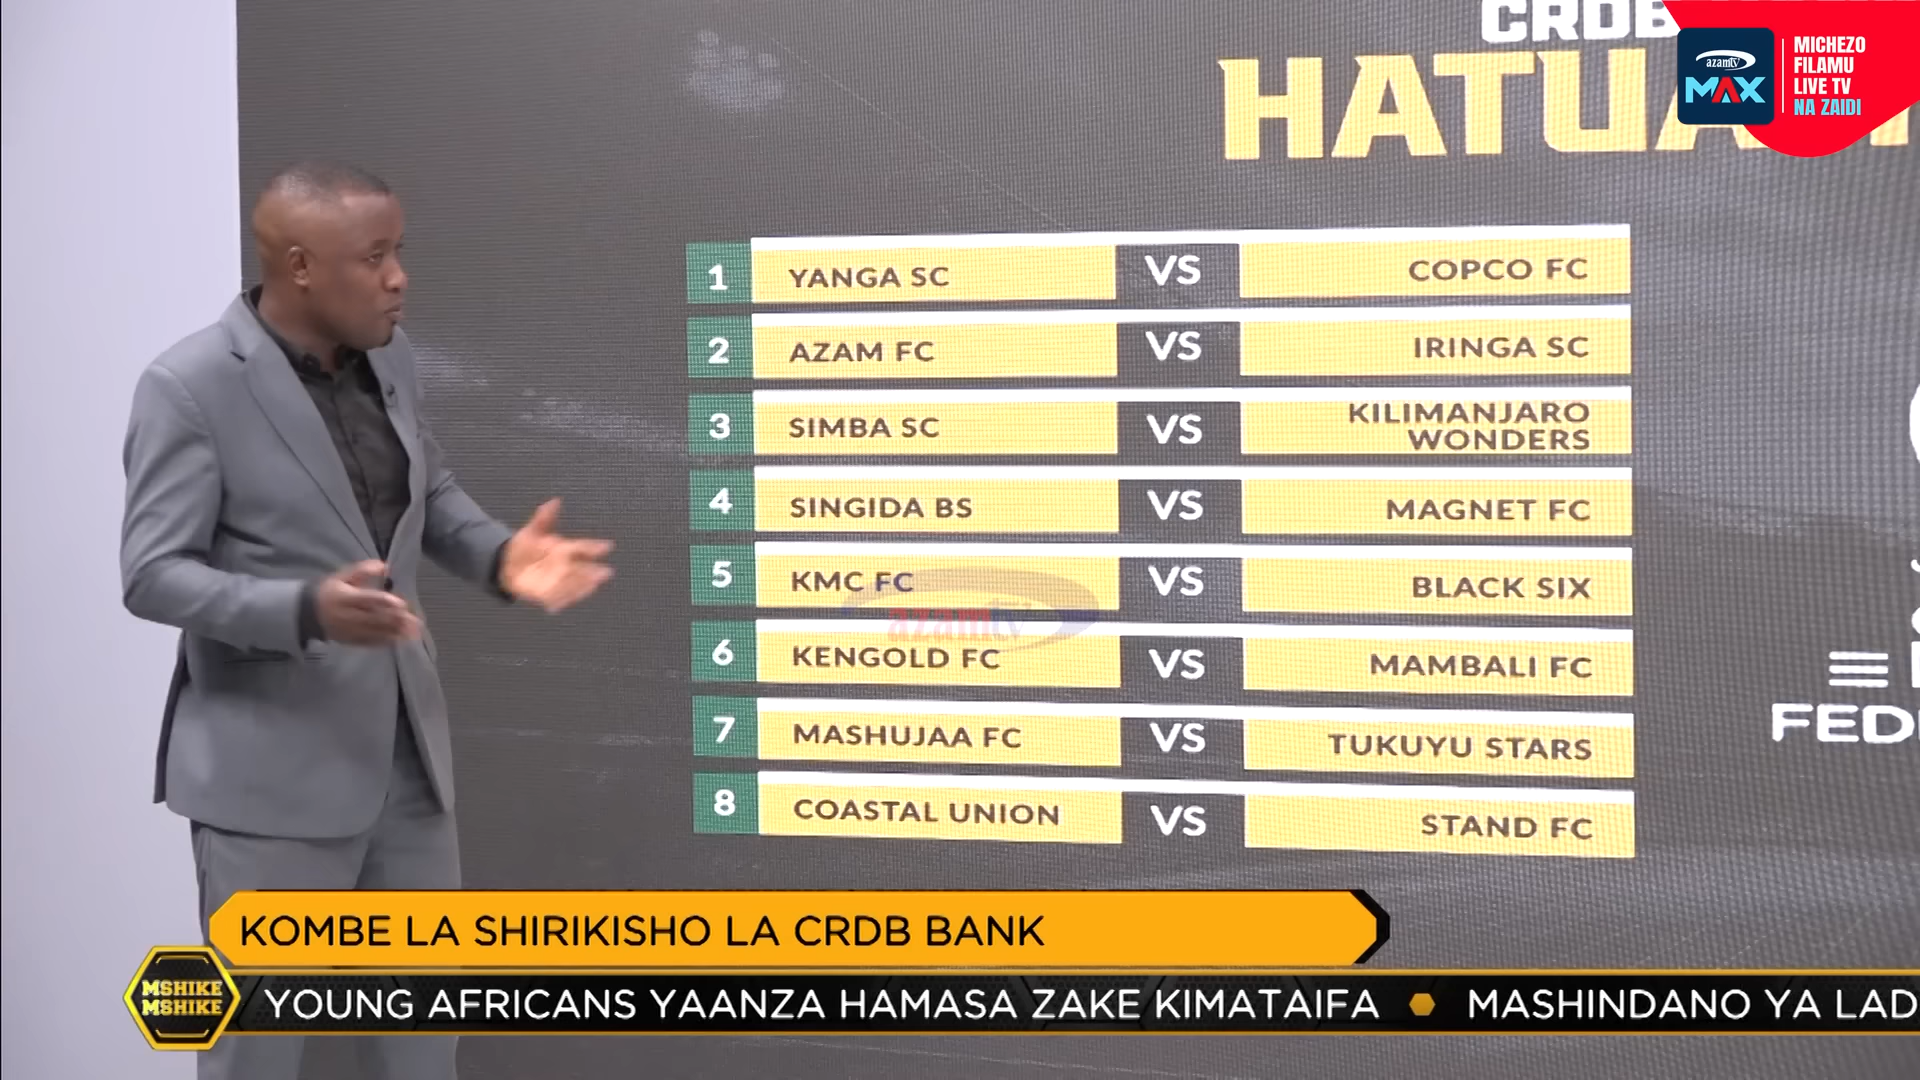 CRDB
HATUA
azamtv
MAX
MICHEZO
FILAMU
LIVE TV
NA ZAIDI
1 YANGA SC VS COPCO FC
2 AZAM FC VS IRINGA SC
3 SIMBA SC VS KILIMANJARO
WONDERS
4 SINGIDA BS VS MAGNET FC
5 KMC FC VS BLACK SIX
azamtv
6 KENGOLD FC VS MAMBALI FC
7 MASHUJAA FC VS TUKUYU STARS
8 COASTAL UNION VS STAND FC
KOMBE LA SHIRIKISHO LA CRDB BANK
MSHIKE
MSHIKE
YOUNG AFRICANS YAANZA HAMASA ZAKE KIMATAIFA MASHINDANO YA